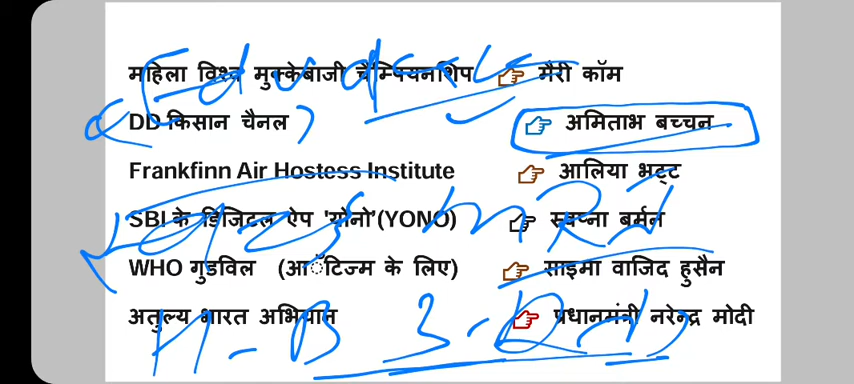 महिला विश्व मुक्केबाजी चैम्पियनशिप 👉 मैरी कॉम
DD किसान चैनल 👉 अमिताभ बच्चन
Frankfinn Air Hostess Institute 👉 आलिया भट्ट
SBI के डिजिटल ऐप 'योनो'(YONO) 👉 स्वप्ना बर्मन
WHO गुडविल (आॅटिज्म के लिए) 👉 साइमा वाजिद हुसैन
अतुल्य भारत अभियान 👉 प्रधानमंत्री नरेन्द्र मोदी